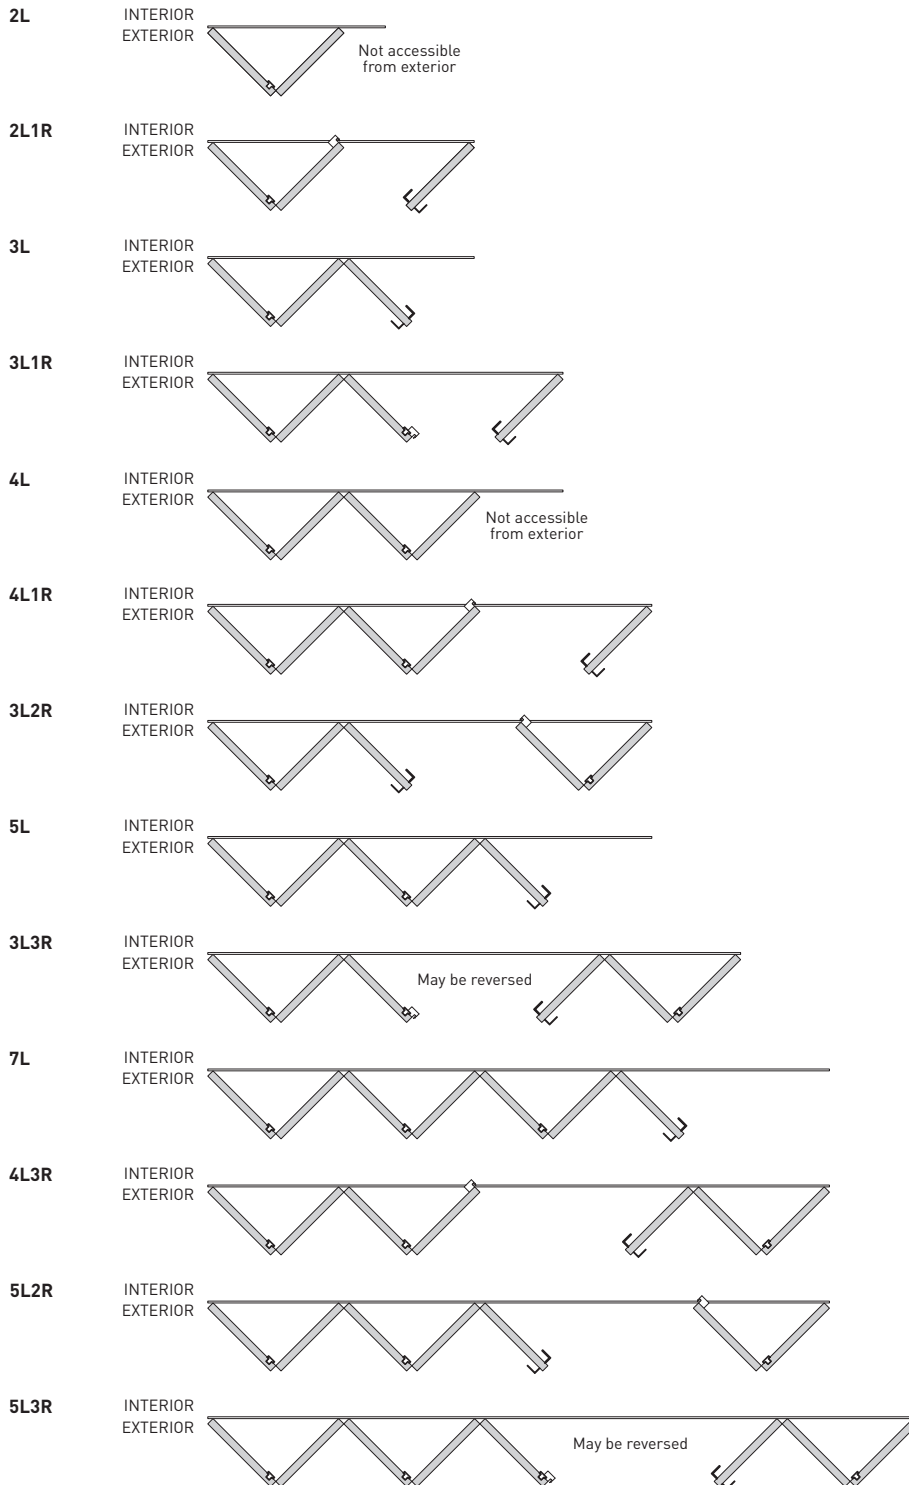 2L
INTERIOR
EXTERIOR
Not accessible
from exterior
2L1R
INTERIOR
EXTERIOR
3L
INTERIOR
EXTERIOR
3L1R
INTERIOR
EXTERIOR
4L
INTERIOR
EXTERIOR
Not accessible
from exterior
4L1R
INTERIOR
EXTERIOR
3L2R
INTERIOR
EXTERIOR
5L
INTERIOR
EXTERIOR
3L3R
INTERIOR
EXTERIOR
May be reversed
7L
INTERIOR
EXTERIOR
4L3R
INTERIOR
EXTERIOR
5L2R
INTERIOR
EXTERIOR
5L3R
INTERIOR
EXTERIOR
May be reversed